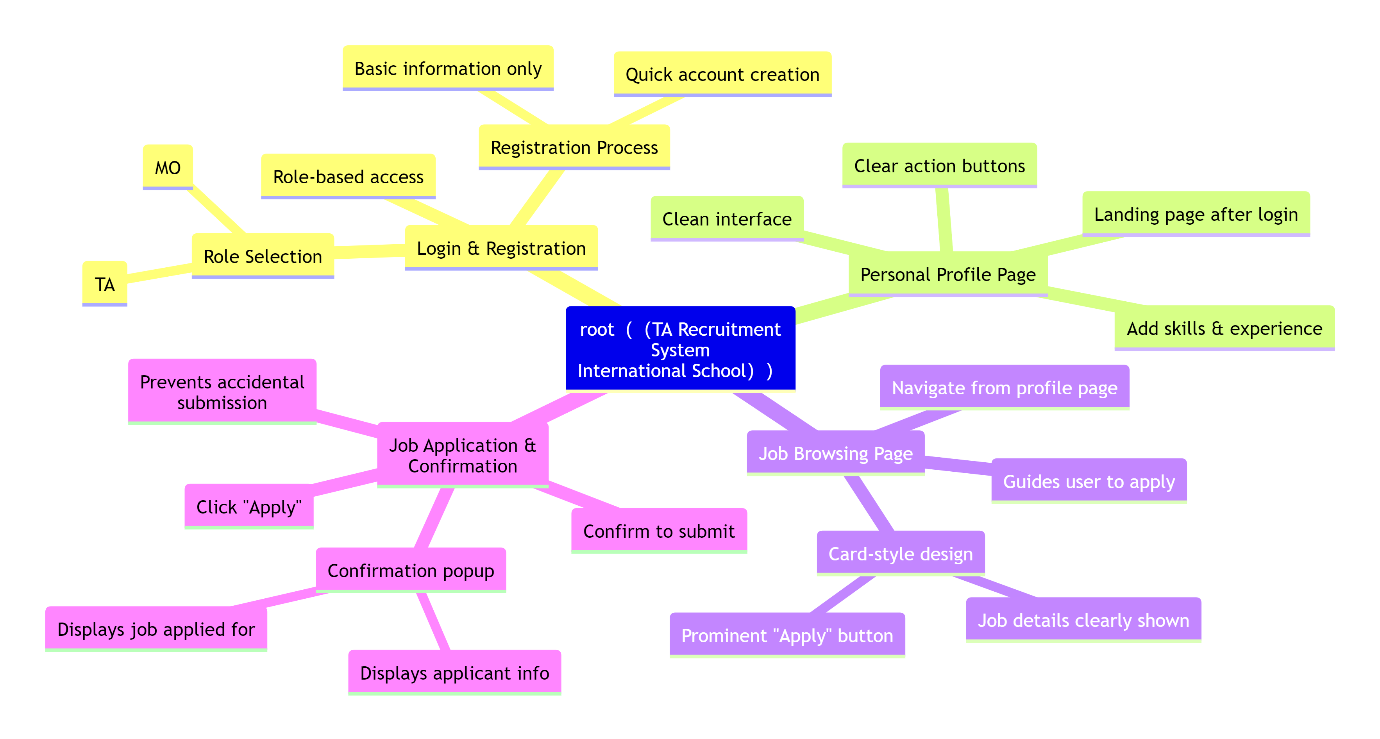 Basic information only
Quick account creation
Registration Process
MO
Role-based access
Role Selection
TA
Login & Registration
Clear action buttons
Clean interface
Landing page after login
Personal Profile Page
Add skills & experience
root ( (TA Recruitment
System
International School) )
Prevents accidental
submission
Job Application &
Confirmation
Click "Apply"
Confirm to submit
Confirmation popup
Displays job applied for
Displays applicant info
Navigate from profile page
Job Browsing Page
Guides user to apply
Card-style design
Prominent "Apply" button
Job details clearly shown